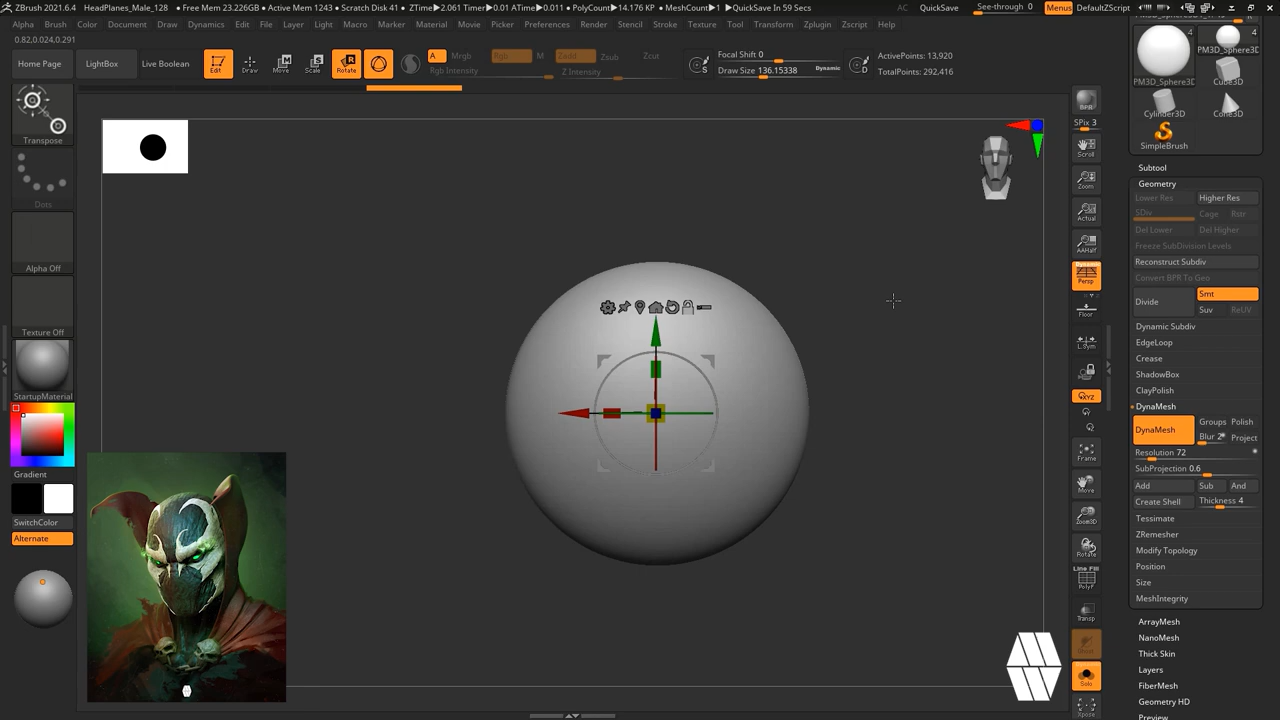 ZBrush 2021.6.4 HeadPlanes_Male_128 • Free Mem 23.226GB • Active Mem 1243 • Scratch Disk 41 • ZTime▸2.061 Timer▸0.01 ATime▸0.011 • PolyCount▸14.176 KP • MeshCount▸1 •QuickSave In 59 Secs AC QuickSave See-through 0 Menus DefaultZScript
Alpha Brush Color Document Draw Dynamics Edit File Layer Light Macro Marker Material Movie Picker Preferences Render Stencil Stroke Texture Tool Transform Zplugin Zscript Help
0.82,0.024,0.291
Home Page LightBox Live Boolean Edit Draw Move Scale Rotate
A Mrgb Rgb M Zadd Zsub Zcut
Rgb Intensity Z Intensity
Focal Shift 0
Draw Size 136.15338 Dynamic
ActivePoints: 13,920
TotalPoints: 292,416
Transpose
Dots
Alpha Off
Texture Off
StartupMaterial
Gradient
SwitchColor
Alternate
BPR
SPix 3
Scroll
Zoom
Actual
AAHalf
Dynamic
Persp
Floor
L.Sym
XYZ
Frame
Move
Zoom3D
Rotate
Line Fill
PolyF
Transp
Solo
Xpose
4 4
PM3D_Sphere3D
PM3D_Sphere3D
Cube3D
Cylinder3D
Cone3D
SimpleBrush
Subtool
Geometry
Lower Res Higher Res
SDiv Cage Rstr
Del Lower Del Higher
Freeze SubDivision Levels
Reconstruct Subdiv
Convert BPR To Geo
Divide Smt
Suv ReUV
Dynamic Subdiv
EdgeLoop
Crease
ShadowBox
ClayPolish
DynaMesh
DynaMesh Groups Polish
Blur 2 Project
Resolution 72
SubProjection 0.6
Add Sub And
Create Shell Thickness 4
Tessimate
ZRemesher
Modify Topology
Position
Size
MeshIntegrity
ArrayMesh
NanoMesh
Thick Skin
Layers
FiberMesh
Geometry HD
Preview